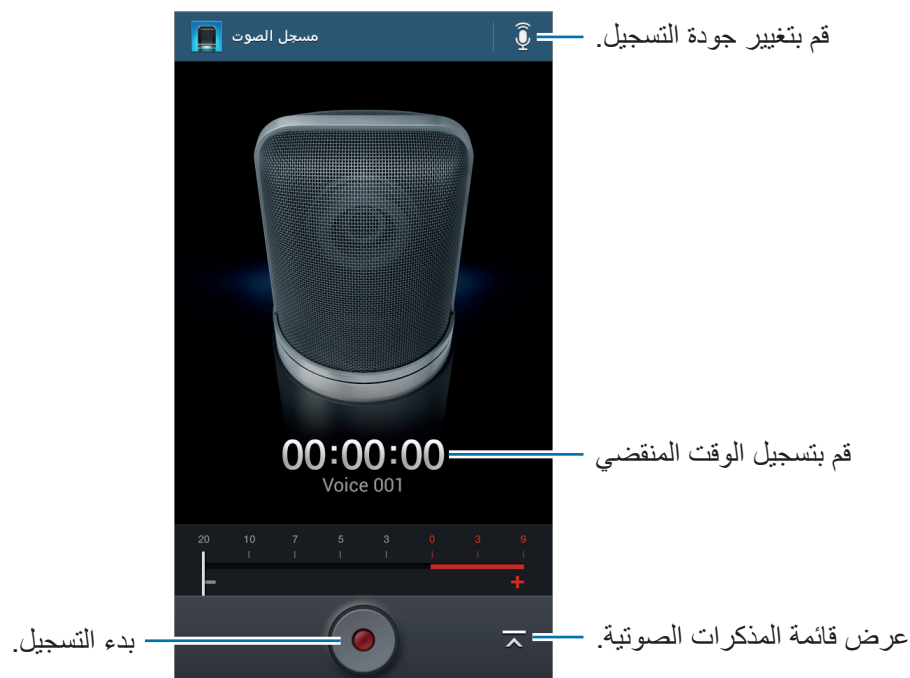 مسجل الصوت
قم بتغيير جودة التسجيل.
00:00:00
قم بتسجيل الوقت المنقضي
Voice 001
20 10 7 5 3 0 3 9
- +
عرض قائمة المذكرات الصوتية.
بدء التسجيل.